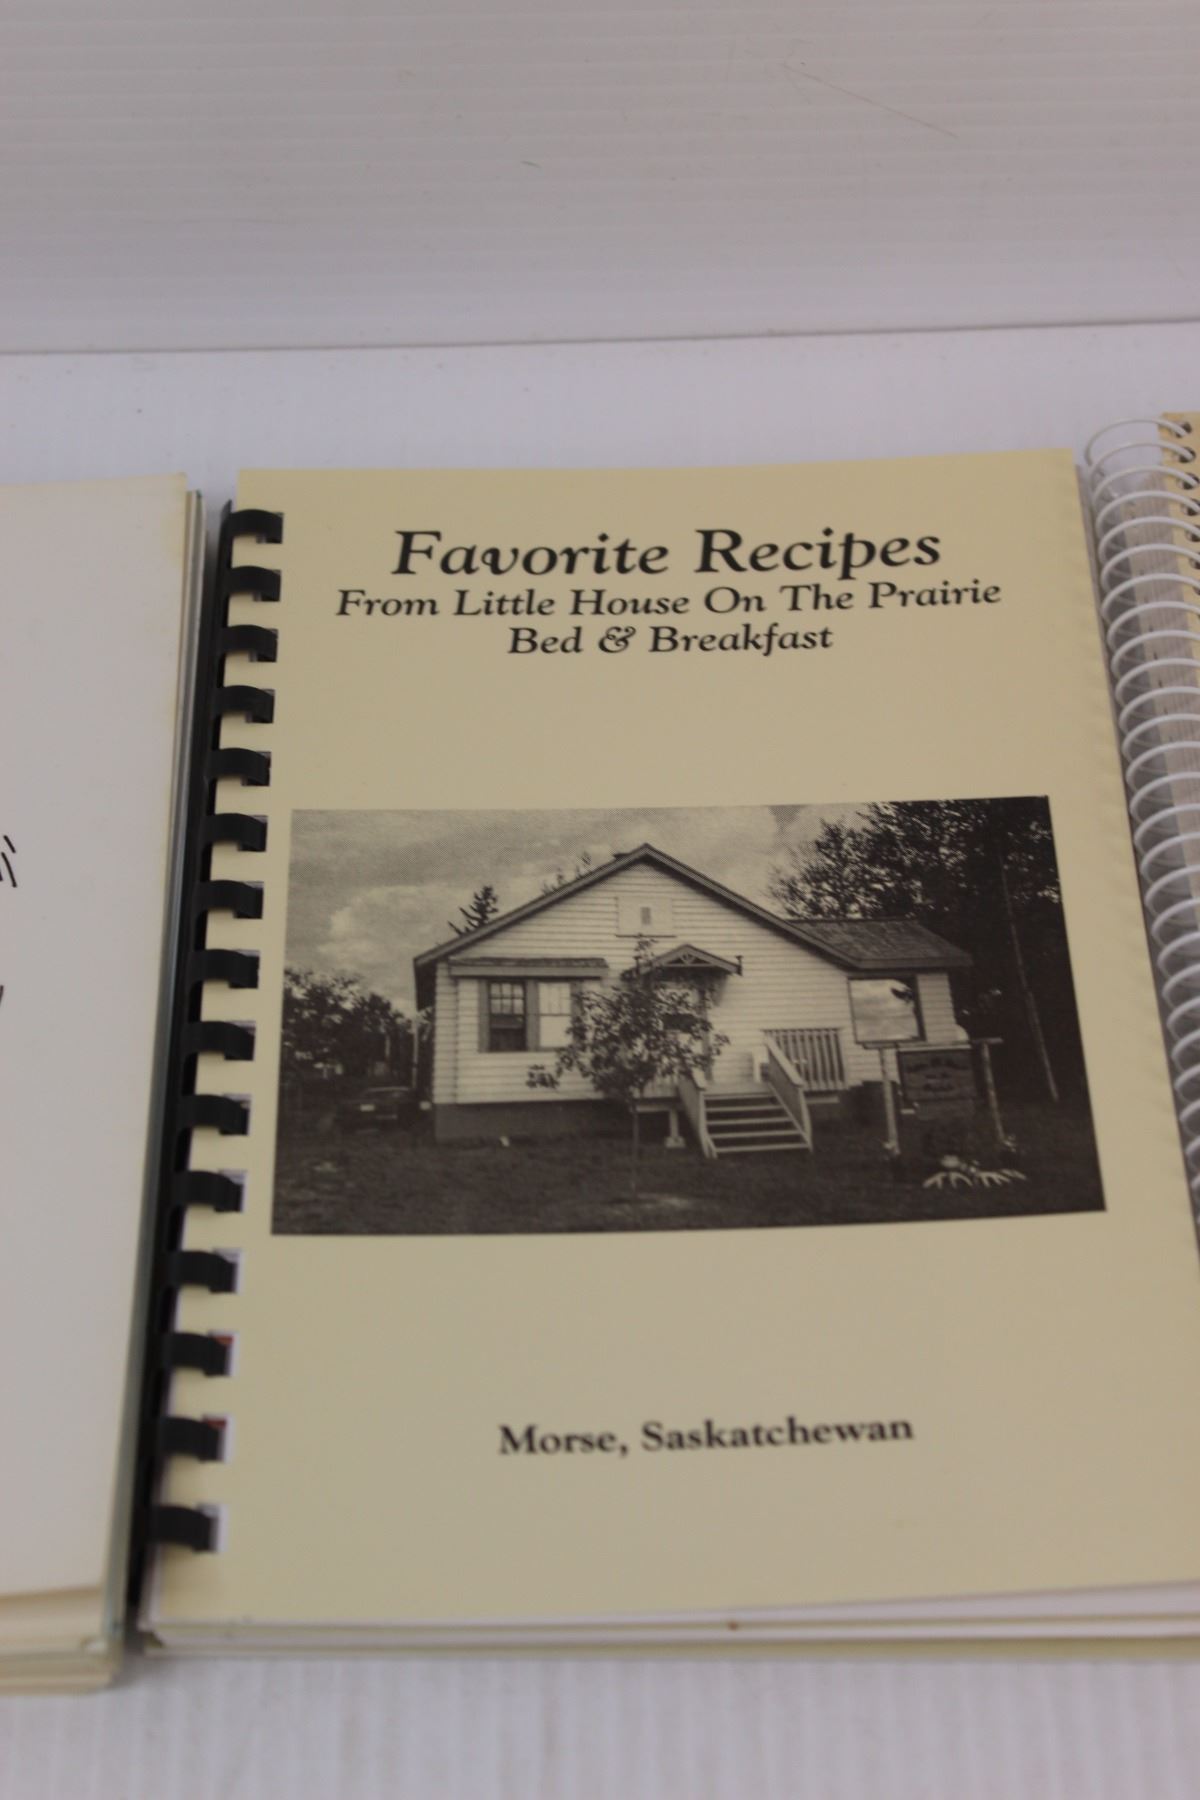 Favorite Recipes
From Little House On The Prairie
Bed & Breakfast
Morse, Saskatchewan